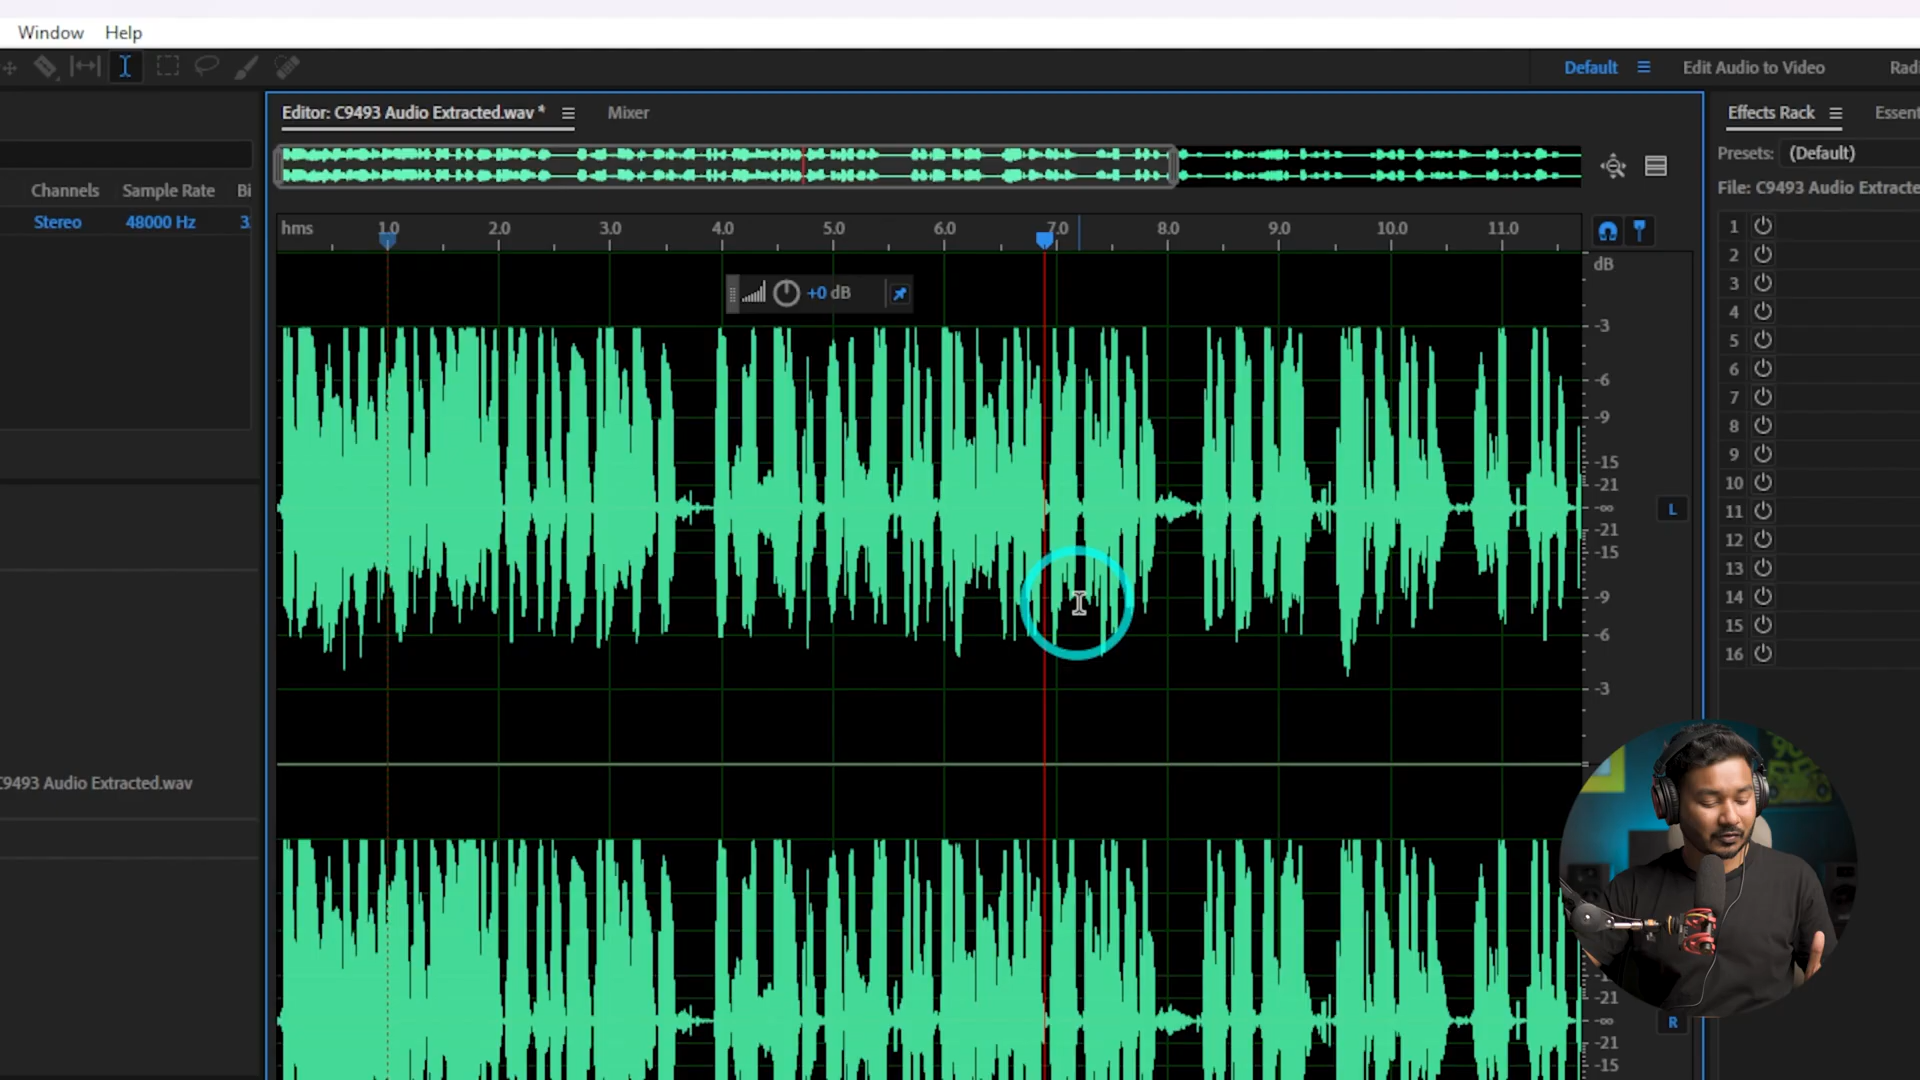 Window Help
Default Edit Audio to Video Radi
Editor: C9493 Audio Extracted.wav * Mixer
Effects Rack Essent
Presets: (Default)
File: C9493 Audio Extracte
Channels Sample Rate Bi
Stereo 48000 Hz 3
hms 1.0 2.0 3.0 4.0 5.0 6.0 7.0 8.0 9.0 10.0 11.0
+0 dB
dB
-3
-6
-9
-15
-21
-∞
-21
-15
-9
-6
-3
L
1
2
3
4
5
6
7
8
9
10
11
12
13
14
15
16
C9493 Audio Extracted.wav
-21
-∞
-21
-15
R